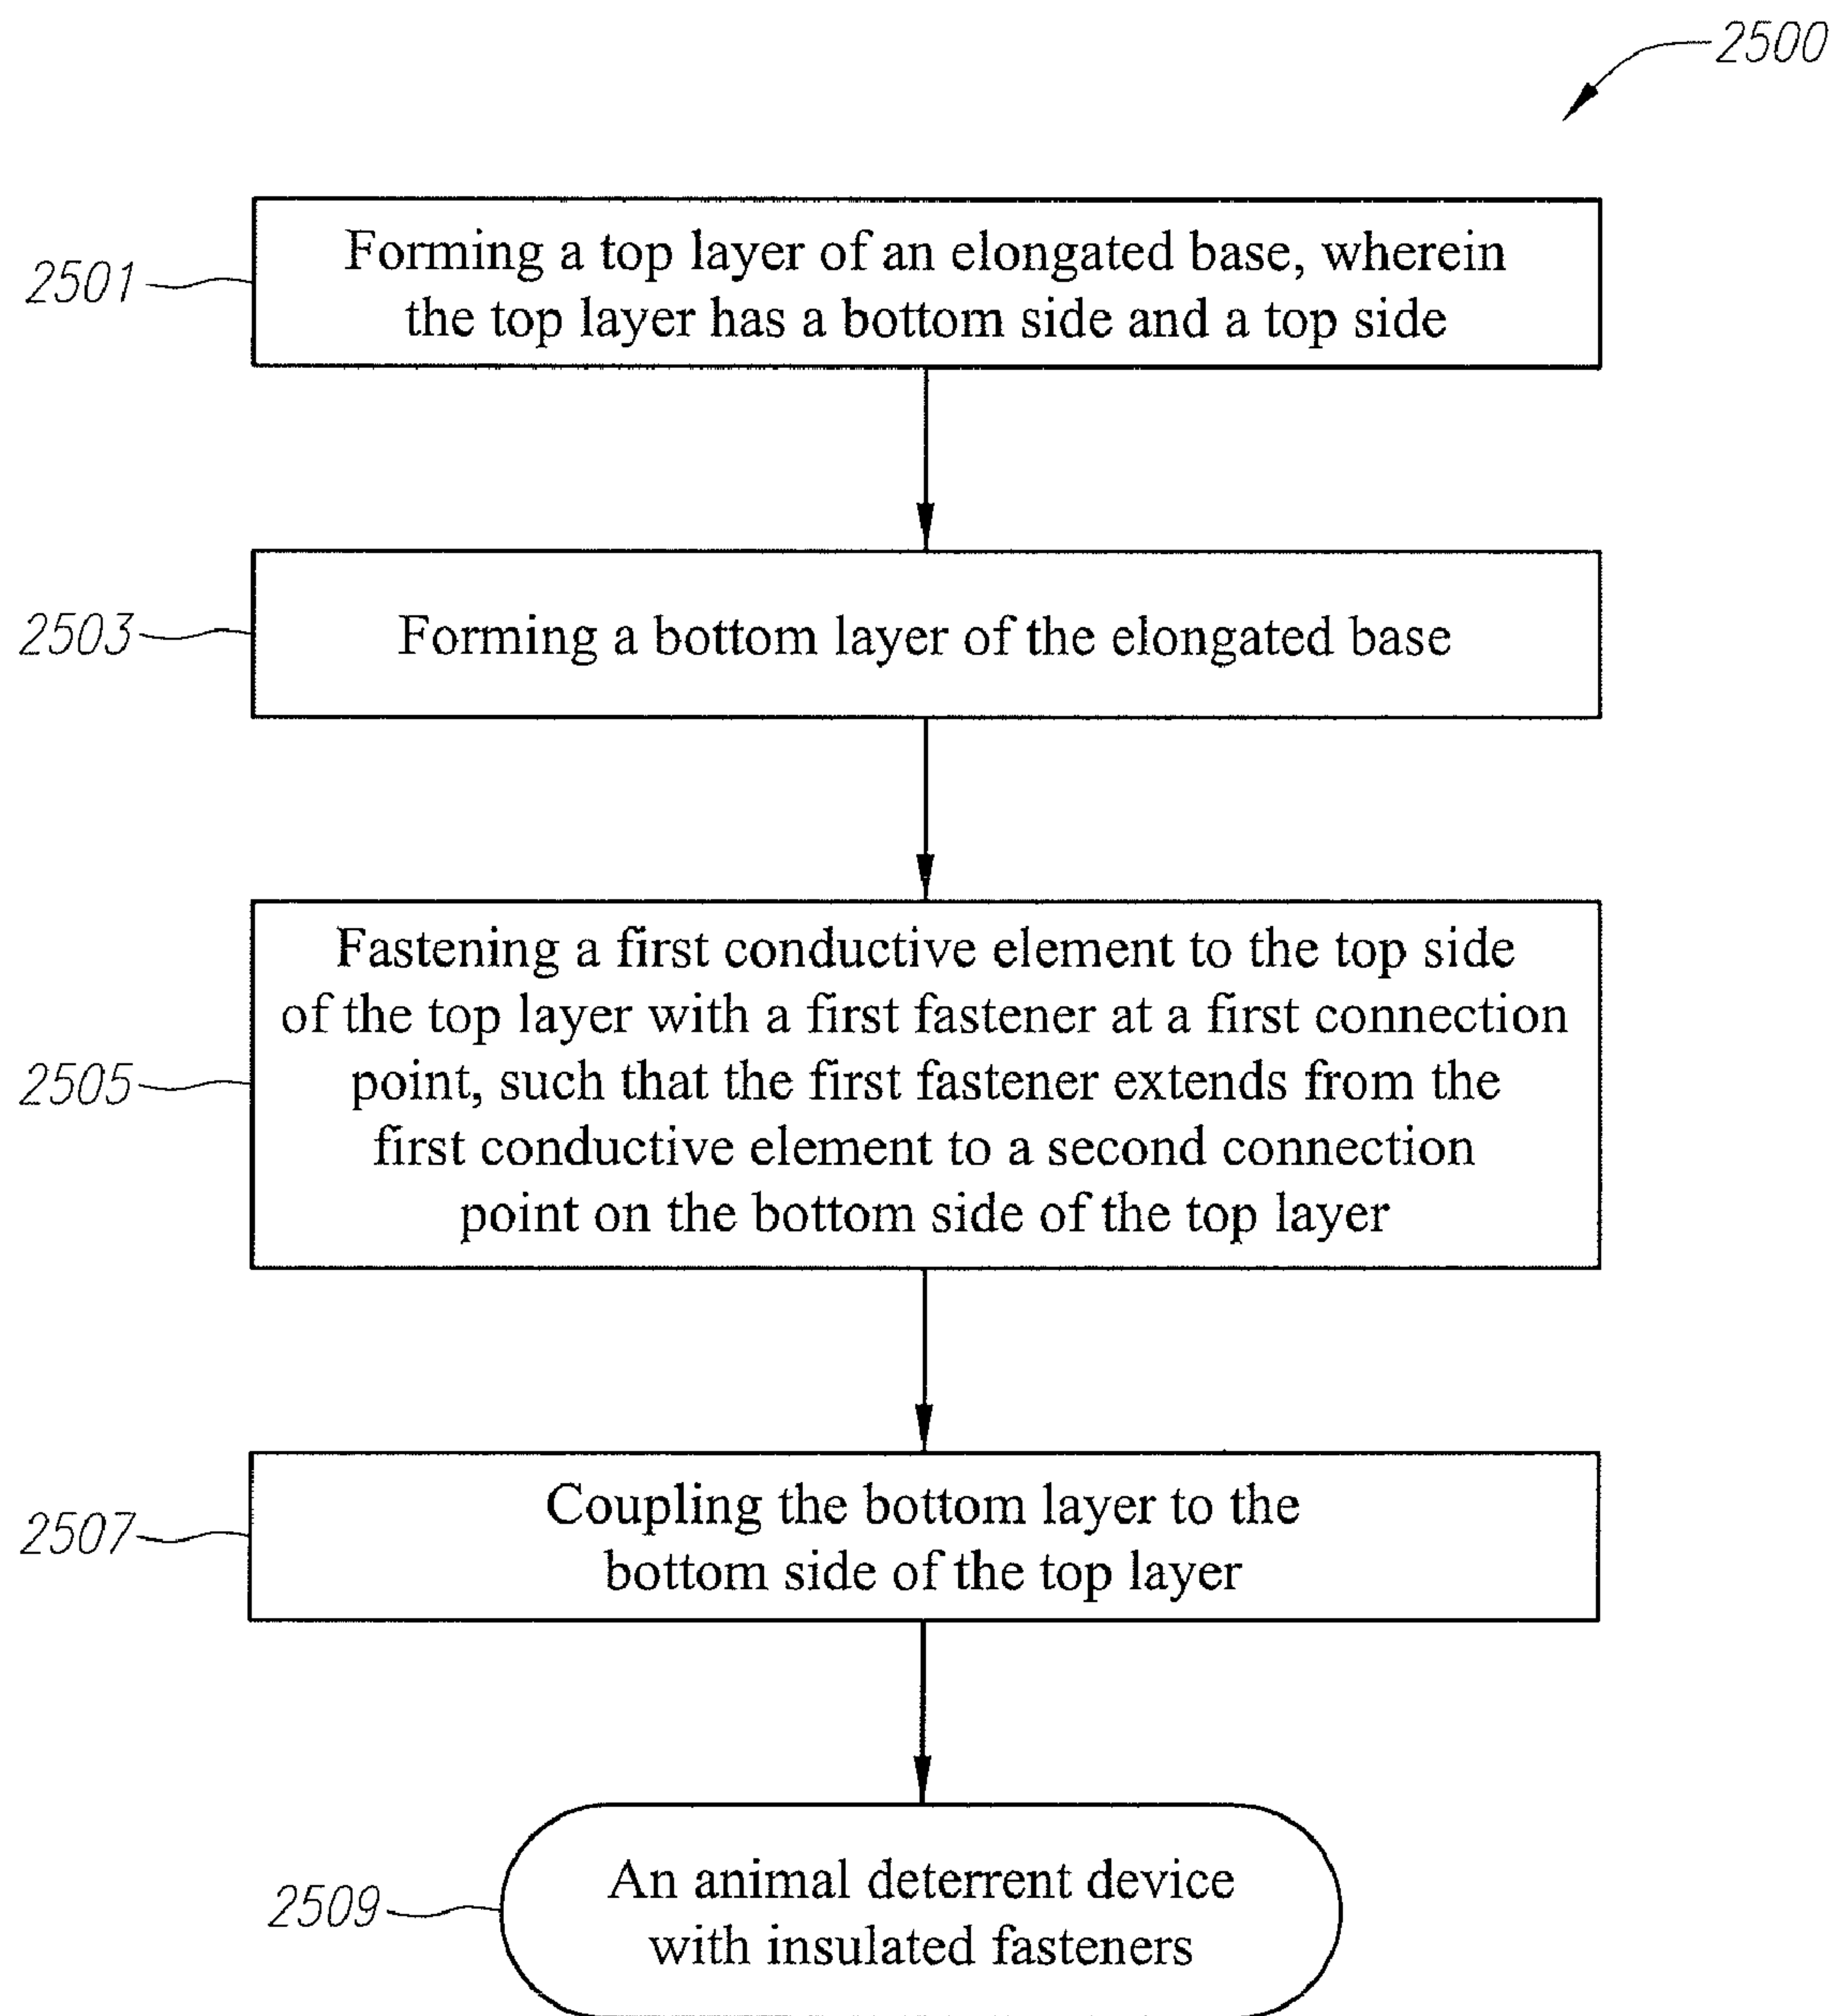 2500
2501
Forming a top layer of an elongated base, wherein
the top layer has a bottom side and a top side
2503
Forming a bottom layer of the elongated base
2505
Fastening a first conductive element to the top side
of the top layer with a first fastener at a first connection
point, such that the first fastener extends from the
first conductive element to a second connection
point on the bottom side of the top layer
2507
Coupling the bottom layer to the
bottom side of the top layer
2509
An animal deterrent device
with insulated fasteners